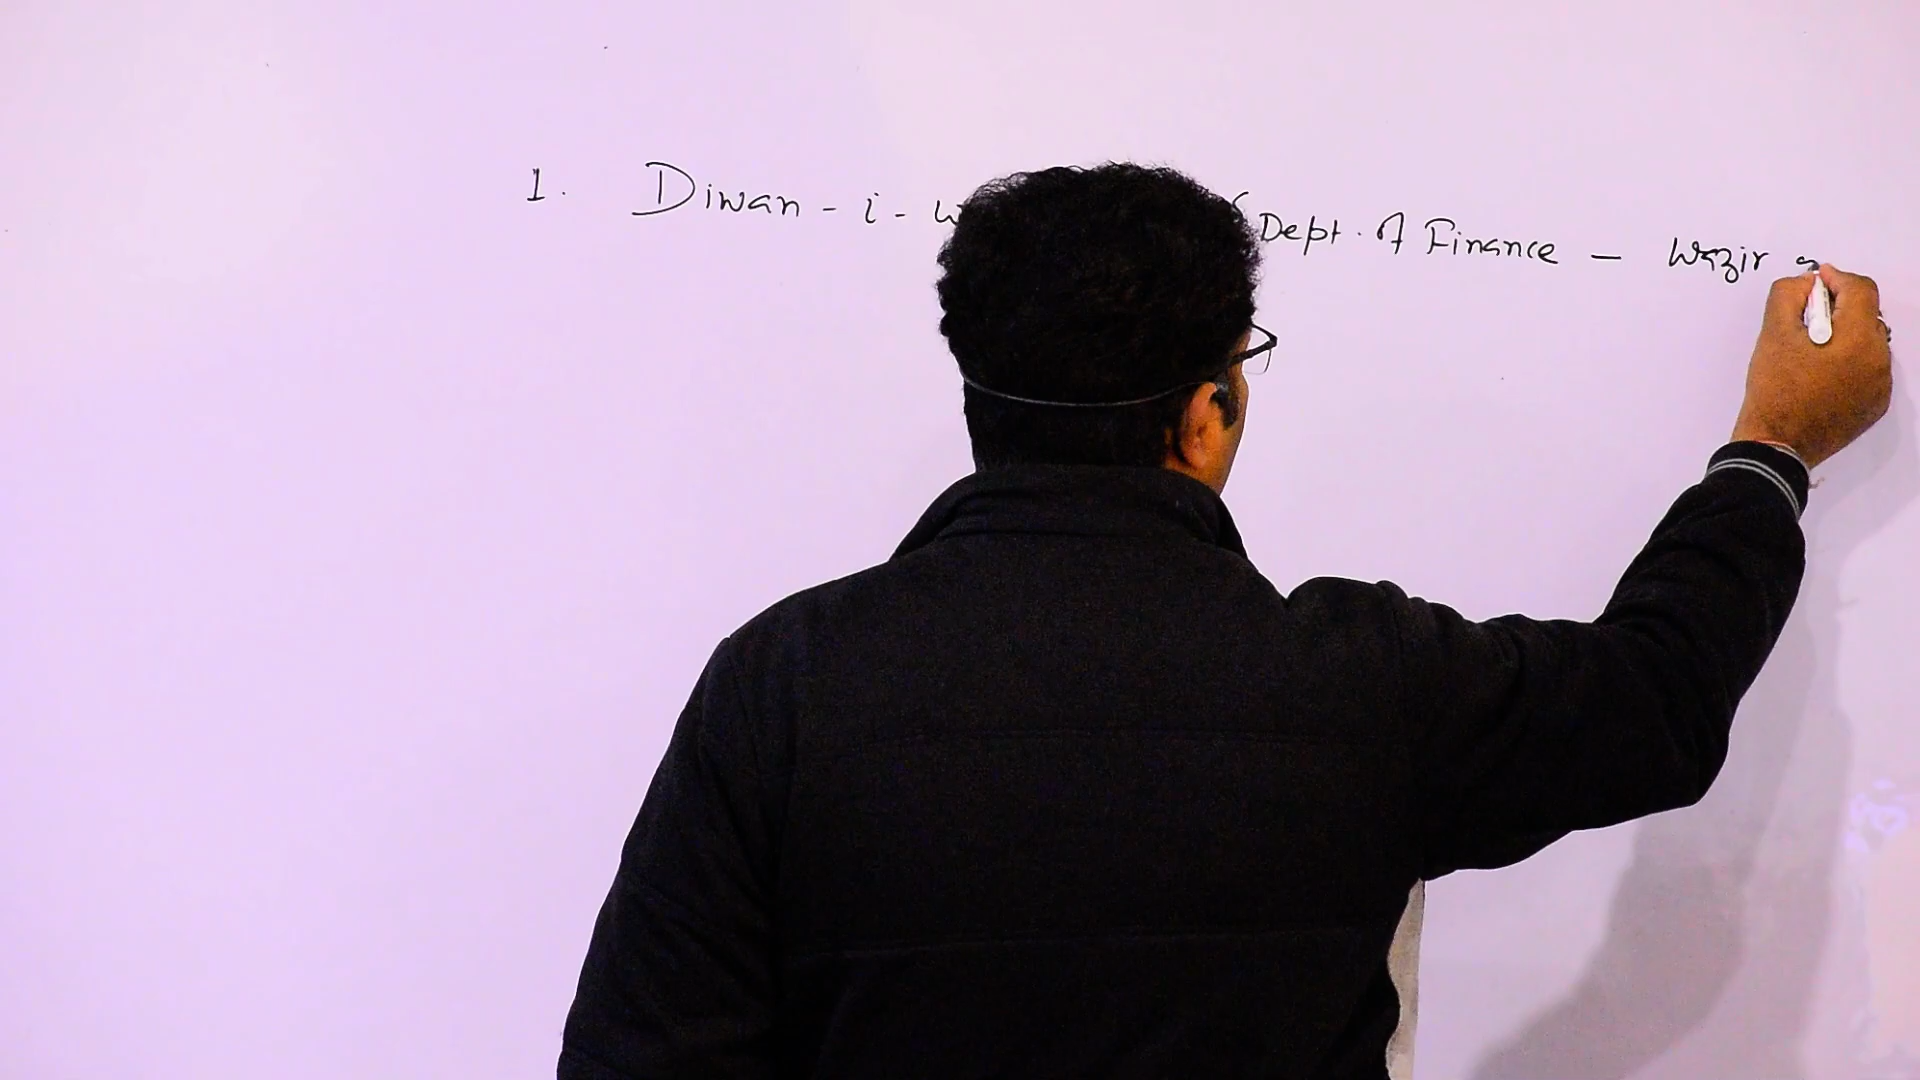 1. Diwan - i - (Dept. of Finance - Wazir